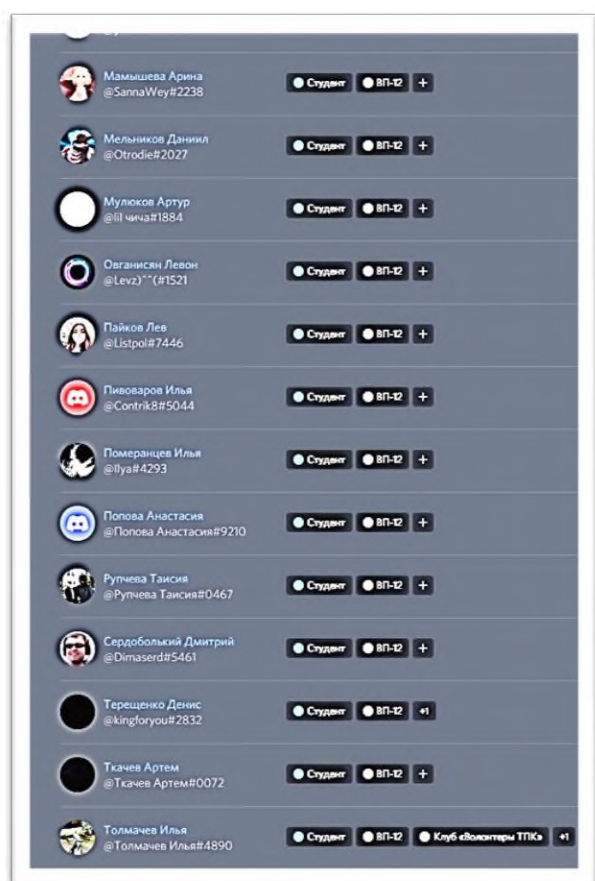 Мамышева Арина
@SannaWey#2238
Студент ВП-12 +
Мельников Даниил
@Otrodie#2027
Студент ВП-12 +
Мулюков Артур
@lil чича#1884
Студент ВП-12 +
Овганисян Левон
@Levz)^^(#1521
Студент ВП-12 +
Пайков Лев
@Listpol#7446
Студент ВП-12 +
Пивоваров Илья
@Contrik8#5044
Студент ВП-12 +
Померанцев Илья
@Ilya#4293
Студент ВП-12 +
Попова Анастасия
@Попова Анастасия#9210
Студент ВП-12 +
Рупчева Таисия
@Рупчева Таисия#0467
Студент ВП-12 +
Сердоболький Дмитрий
@Dimaserd#5461
Студент ВП-12 +
Терещенко Денис
@kingforyou#2832
Студент ВП-12 +1
Ткачев Артем
@Ткачев Артем#0072
Студент ВП-12 +
Толмачев Илья
@Толмачев Илья#4890
Студент ВП-12 Клуб «Волонтеры ТПК» +1